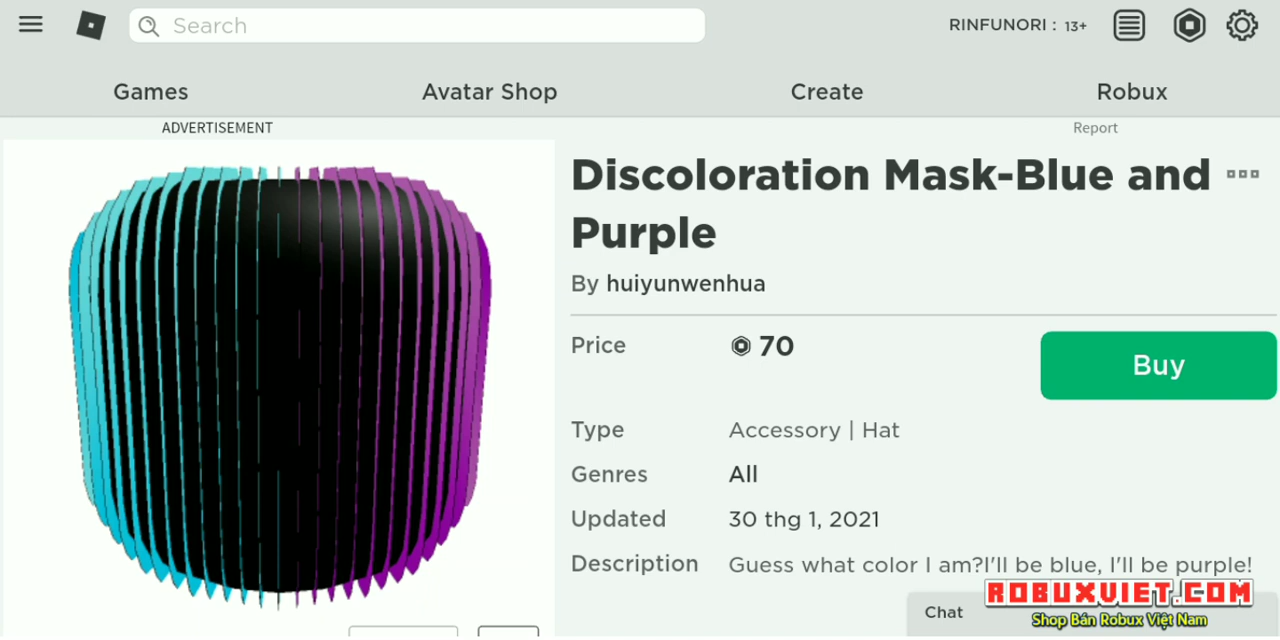 Search
RINFUNORI : 13+
Games
Avatar Shop
Create
Robux
ADVERTISEMENT
Report
Discoloration Mask-Blue and
Purple
By huiyunwenhua
Price
70
Buy
Type
Accessory | Hat
Genres
All
Updated
30 thg 1, 2021
Description
Guess what color I am?I'll be blue, I'll be purple!
Chat
ROBUXVIET.COM
Shop Bán Robux Việt Nam